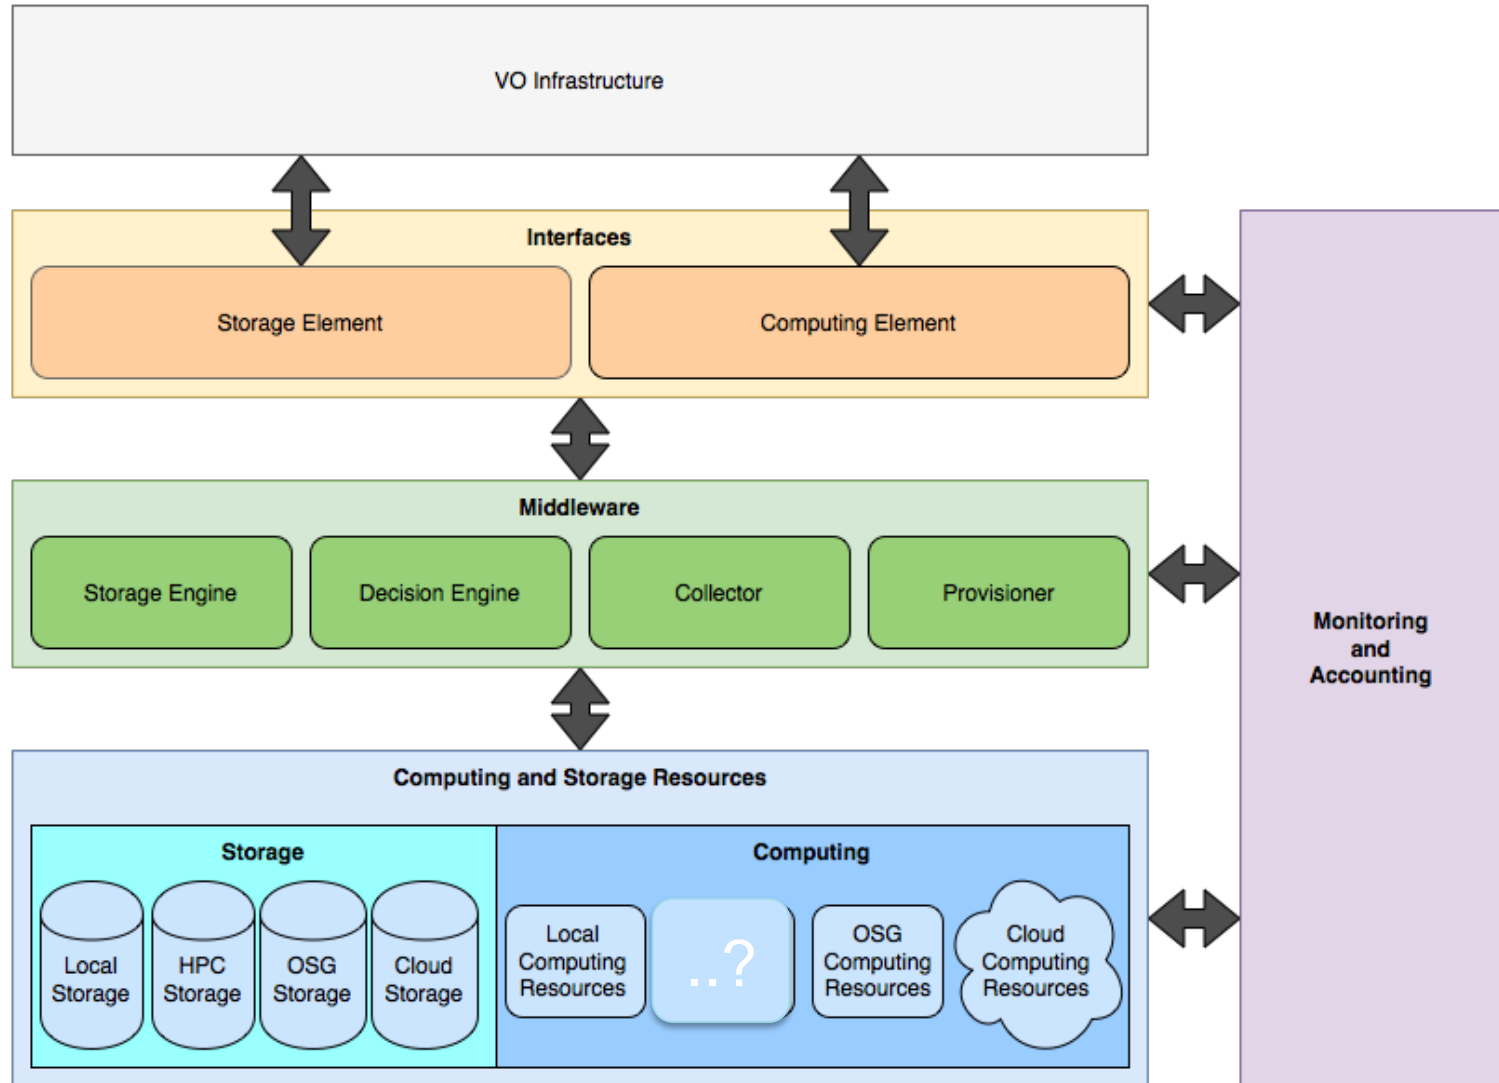 VO Infrastructure
Interfaces
Storage Element
Computing Element
Middleware
Storage Engine
Decision Engine
Collector
Provisioner
Monitoring
and
Accounting
Computing and Storage Resources
Storage
Computing
Local
Storage
HPC
Storage
OSG
Storage
Cloud
Storage
Local
Computing
Resources
..?
OSG
Computing
Resources
Cloud
Computing
Resources